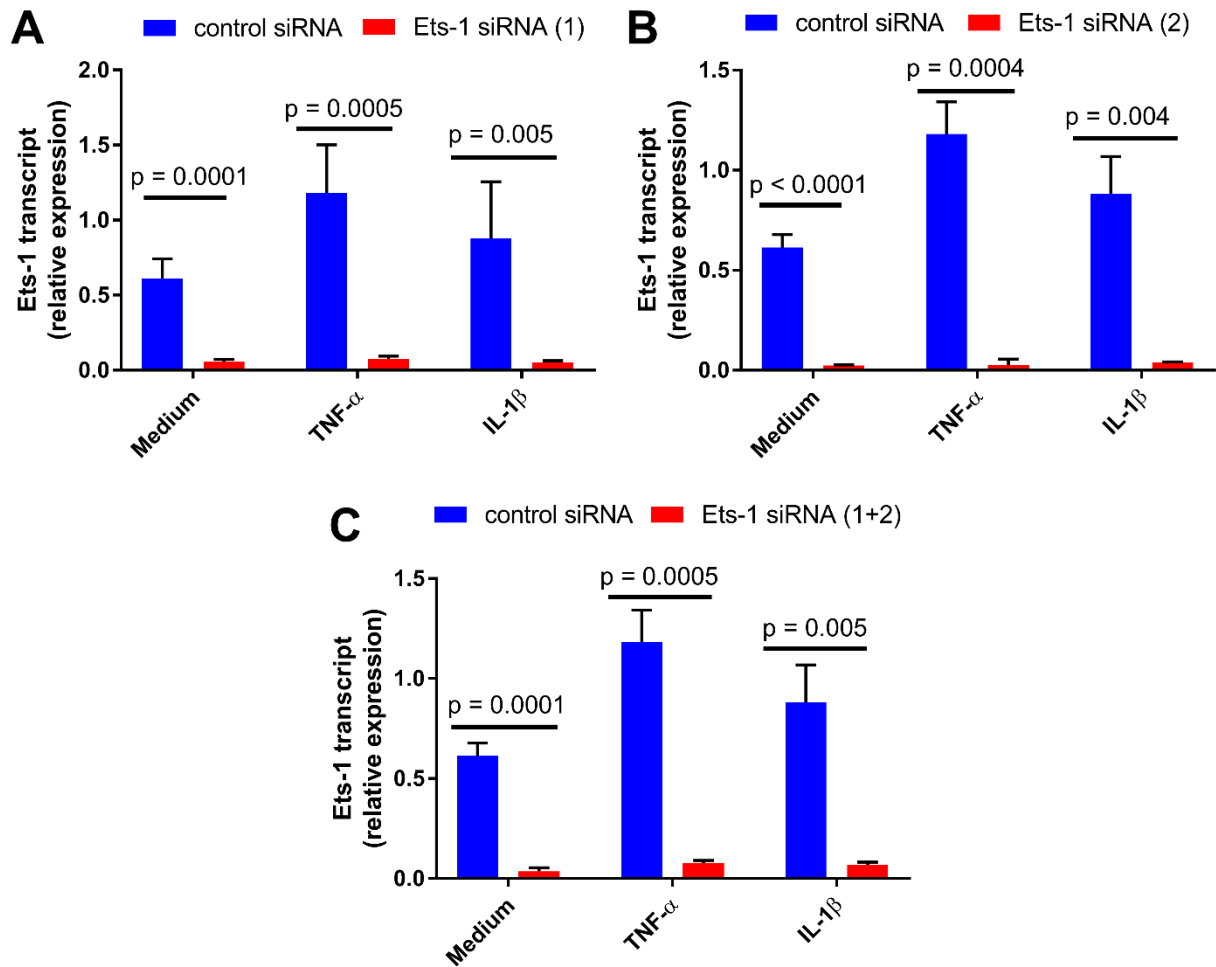 A
control siRNA Ets-1 siRNA (1)
Ets-1 transcript
(relative expression)
2.0
1.5
1.0
0.5
0.0
p = 0.0001
p = 0.0005
p = 0.005
Medium
TNF-α
IL-1β
B
control siRNA Ets-1 siRNA (2)
Ets-1 transcript
(relative expression)
1.5
1.0
0.5
0.0
p < 0.0001
p = 0.0004
p = 0.004
Medium
TNF-α
IL-1β
C
control siRNA Ets-1 siRNA (1+2)
Ets-1 transcript
(relative expression)
1.5
1.0
0.5
0.0
p = 0.0001
p = 0.0005
p = 0.005
Medium
TNF-α
IL-1β